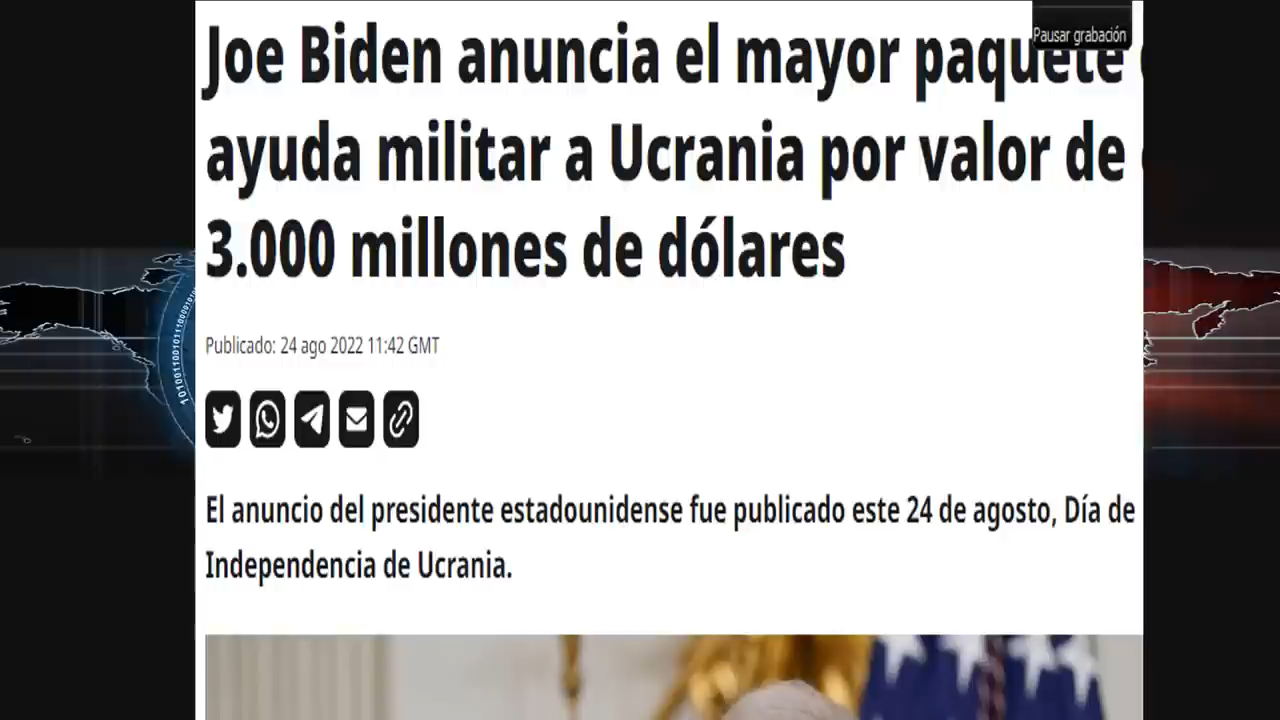 Joe Biden anuncia el mayor paquete
ayuda militar a Ucrania por valor de
3.000 millones de dólares
Pausar grabación
Publicado: 24 ago 2022 11:42 GMT
El anuncio del presidente estadounidense fue publicado este 24 de agosto, Día de
Independencia de Ucrania.